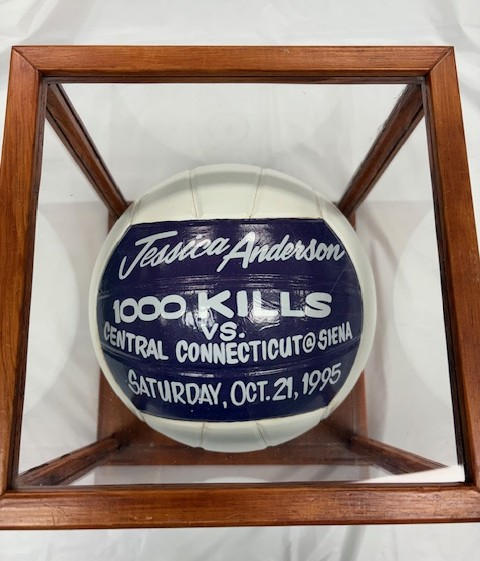 Jessica Anderson
1000 KILLS
VS.
CENTRAL CONNECTICUT @ SIENA
SATURDAY, OCT. 21, 1995